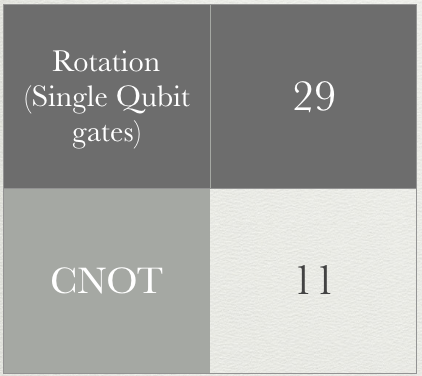 Rotation
(Single Qubit
gates)
29
CNOT
11